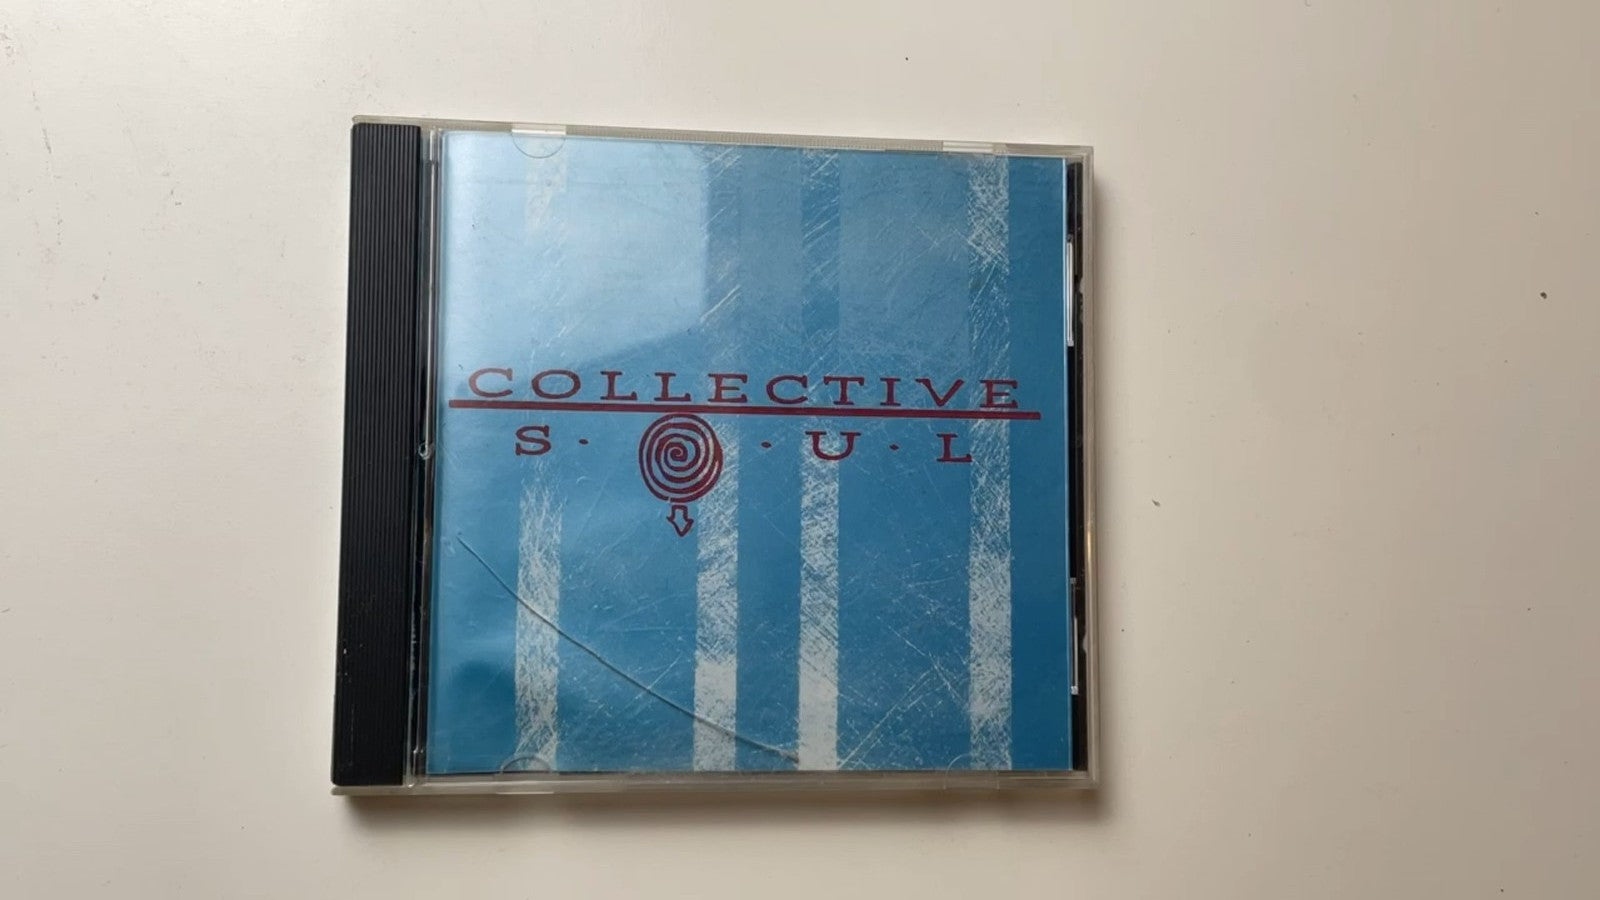 COLLECTIVE
S · O · U · L